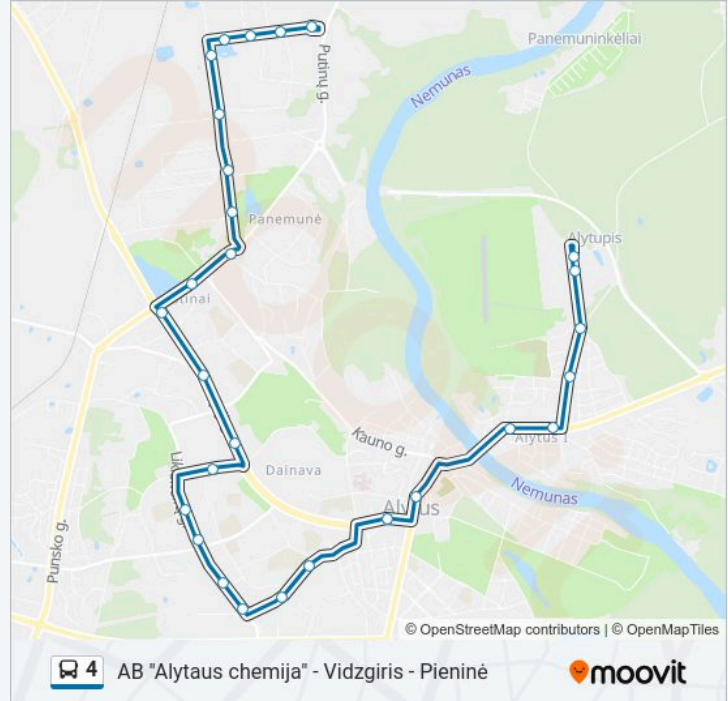 Panemuninkėliai
Nemunas
Putinų g.
Panemunė
Alytupis
Kauno g.
Alytus I
Dainava
Nemunas
Alytus
Punsko g.
© OpenStreetMap contributors | © OpenMapTiles
4 AB "Alytaus chemija" - Vidzgiris - Pieninė
moovit